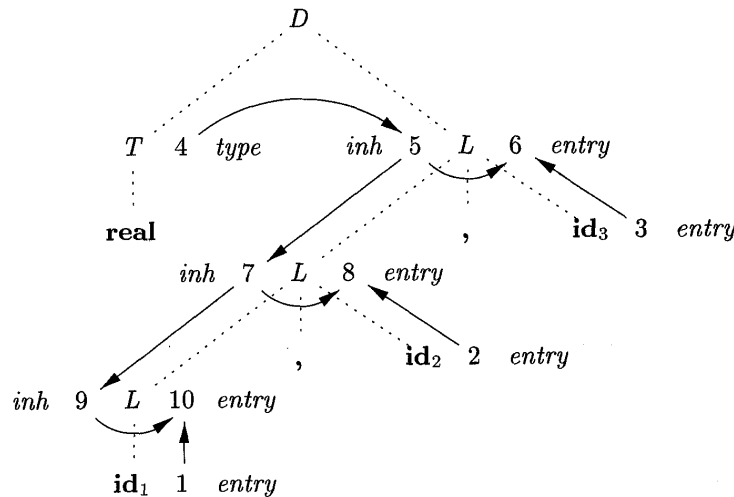 D
T 4 type inh 5 L 6 entry
real , id₃ 3 entry
inh 7 L 8 entry
, id₂ 2 entry
inh 9 L 10 entry
id₁ 1 entry